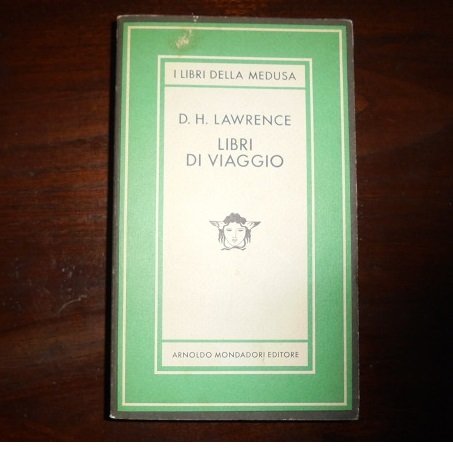 I LIBRI DELLA MEDUSA
D. H. LAWRENCE
LIBRI
DI VIAGGIO
ARNOLDO MONDADORI EDITORE